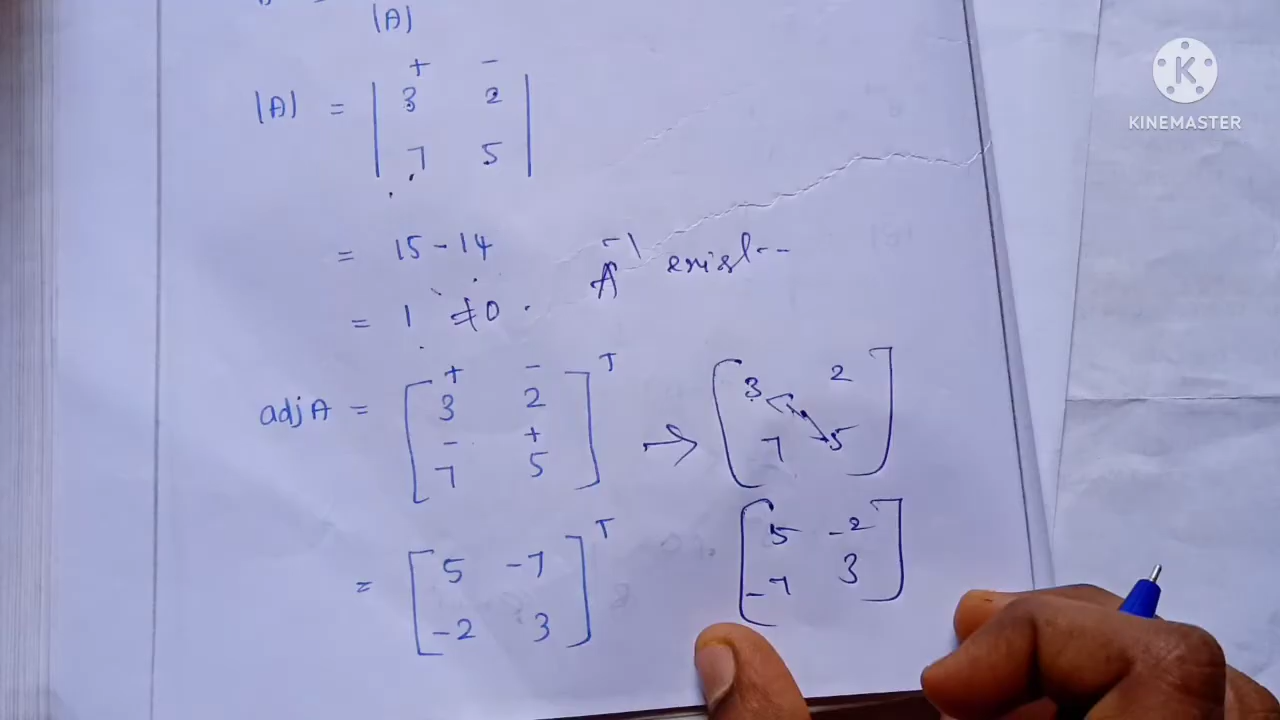 |A|
+ -
|A| = | 3 2 |
| 7 5 |
= 15 - 14
A⁻¹ exist--
= 1 ≠0 .
+ - T
adj A = [ 3 2 ] → [ 3 2 ]
- +
[ 7 5 ] [ 7 5 ]
= [ 5 -7 ]ᵀ [ 5 -2 ]
[ -2 3 ] [ -7 3 ]
KINEMASTER